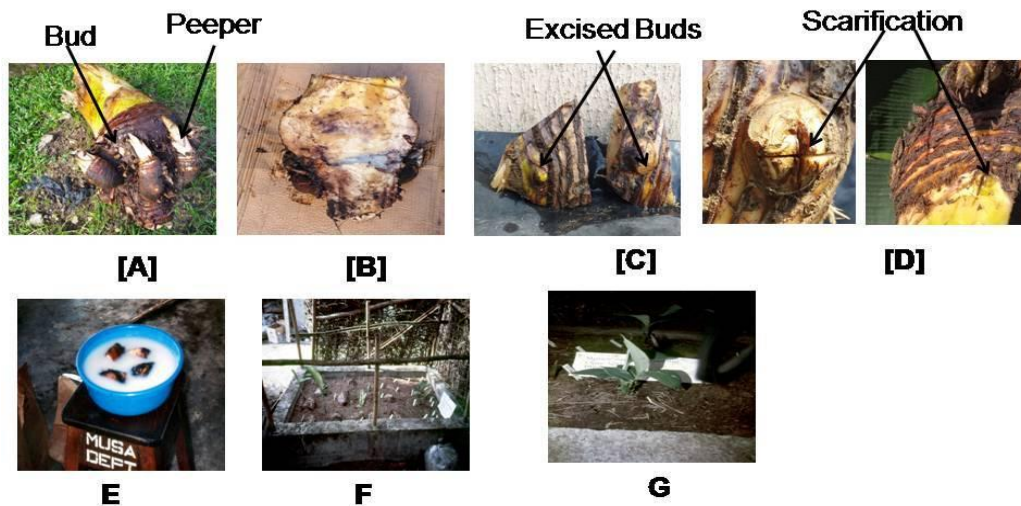 Bud
Peeper
Excised Buds
Scarification
[A]
[B]
[C]
[D]
MUSA
DEPT
E
F
G